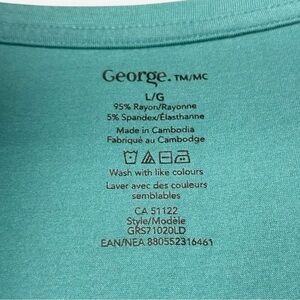 George. TM/MC
L/G
95% Rayon/Rayonne
5% Spandex/Élasthanne
Made in Cambodia
Fabriqué au Cambodge
Wash with like colours
Laver avec des couleurs
semblables
CA 51122
Style/Modèle
GRS71020LD
EAN/NEA 880552316461